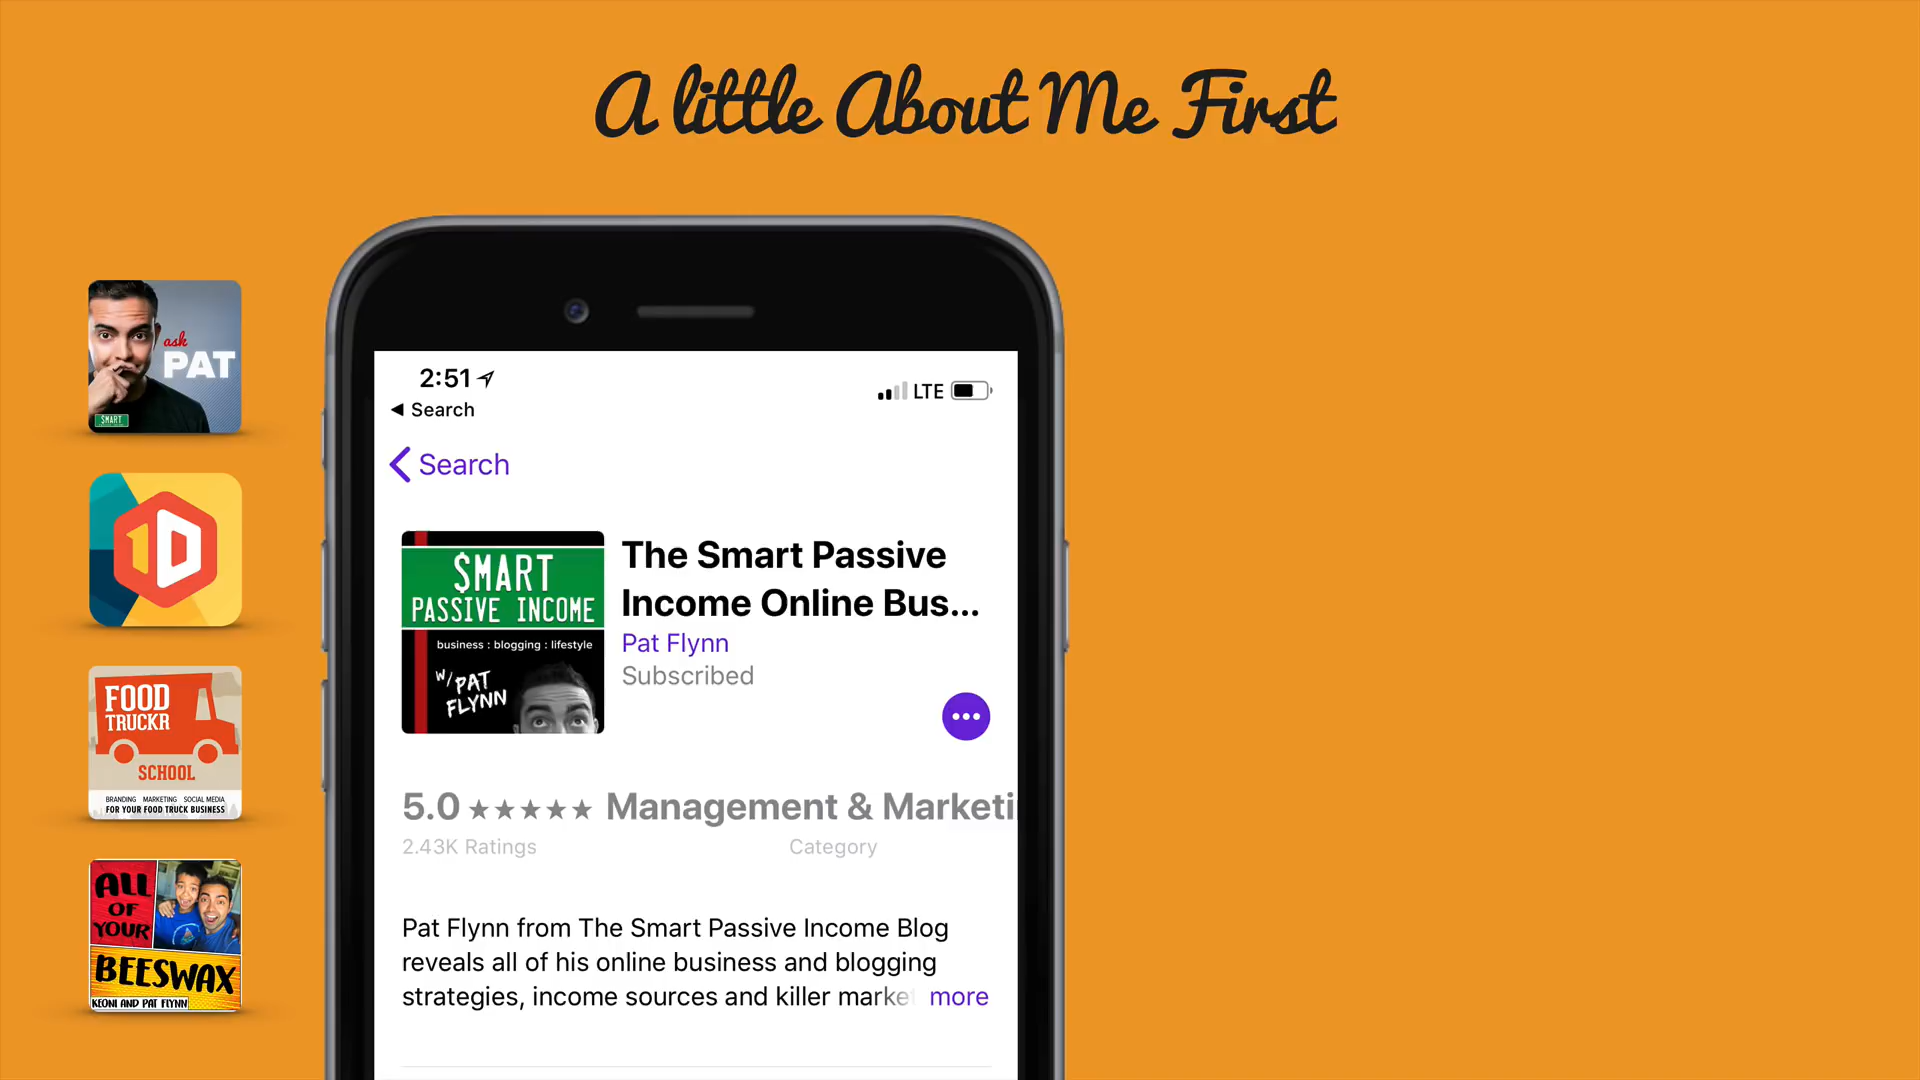 A little About Me First
ask
PAT
$MART
1D
FOOD
TRUCKR
SCHOOL
BRANDING MARKETING SOCIAL MEDIA
FOR YOUR FOOD TRUCK BUSINESS
ALL
OF
YOUR
BEESWAX
KEONI AND PAT FLYNN
2:51
LTE
◀ Search
Search
$MART
PASSIVE INCOME
business : blogging : lifestyle
W/ PAT
FLYNN
The Smart Passive
Income Online Bus...
Pat Flynn
Subscribed
5.0 ★★★★★ Management & Marketi
2.43K Ratings Category
Pat Flynn from The Smart Passive Income Blog
reveals all of his online business and blogging
strategies, income sources and killer market more